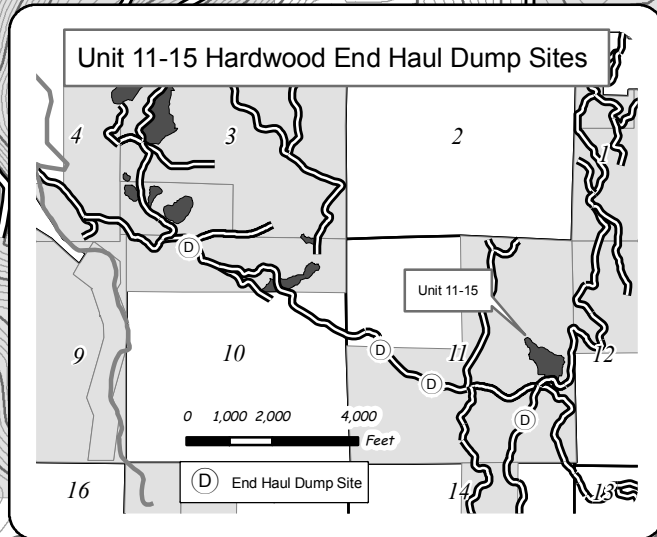 Unit 11-15 Hardwood End Haul Dump Sites
4 3 2 1
D
Unit 11-15
9 10 D 11 12
D
D
0 1,000 2,000 4,000
Feet
D End Haul Dump Site
16 14 13